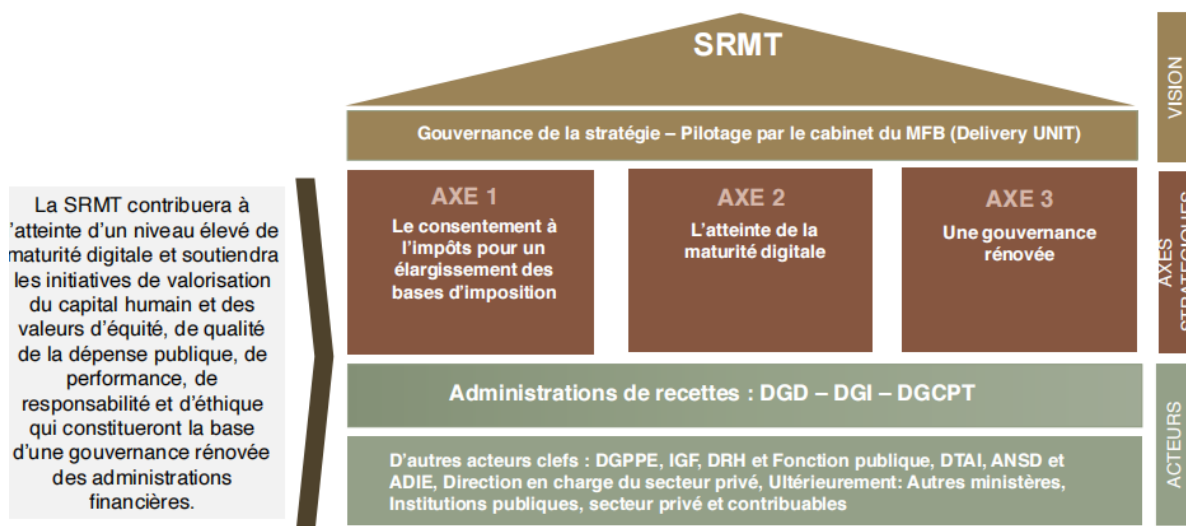 SRMT
Gouvernance de la stratégie – Pilotage par le cabinet du MFB (Delivery UNIT)
VISION
La SRMT contribuera à
’atteinte d’un niveau élevé de
maturité digitale et soutiendra
les initiatives de valorisation
du capital humain et des
valeurs d’équité, de qualité
de la dépense publique, de
performance, de
responsabilité et d’éthique
qui constitueront la base
d’une gouvernance rénovée
des administrations
financières.
AXE 1
Le consentement à
l’impôts pour un
élargissement des
bases d’imposition
AXE 2
L’atteinte de la
maturité digitale
AXE 3
Une gouvernance
rénovée
AXES
STRATEGIQUES
Administrations de recettes : DGD – DGI – DGCPT
D’autres acteurs clefs : DGPPE, IGF, DRH et Fonction publique, DTAI, ANSD et
ADIE, Direction en charge du secteur privé, Ultérieurement: Autres ministères,
Institutions publiques, secteur privé et contribuables
ACTEURS